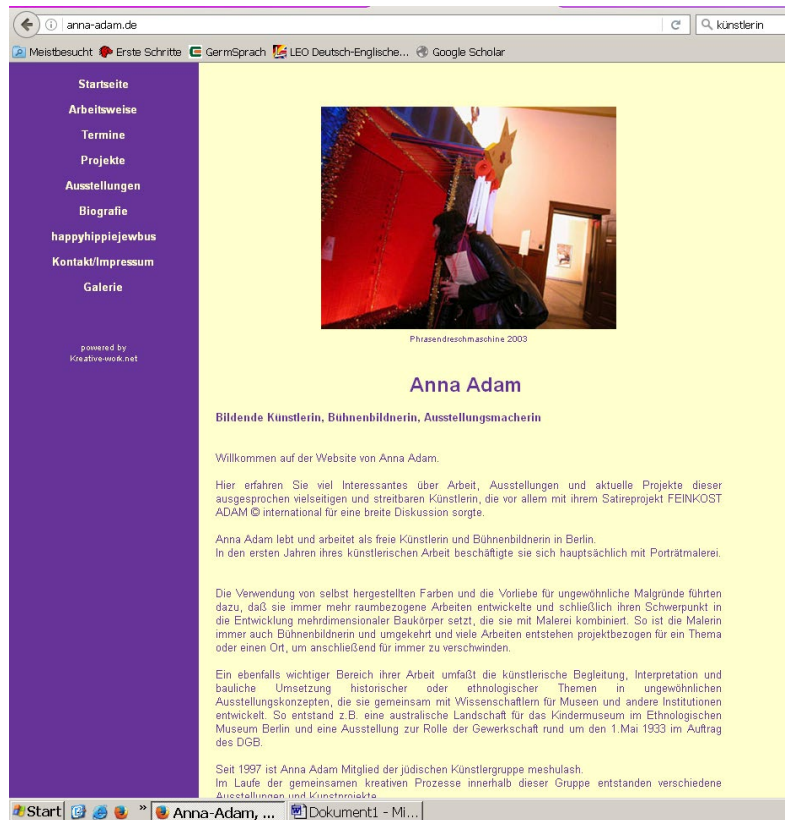 anna-adam.de
künstlerin
Meistbesucht Erste Schritte GermSprach LEO Deutsch-Englische... Google Scholar
Startseite
Arbeitsweise
Termine
Projekte
Ausstellungen
Biografie
happyhippiejewbus
Kontakt/Impressum
Galerie
powered by
Kreative-work.net
Phrasendreschmaschine 2003
Anna Adam
Bildende Künstlerin, Bühnenbildnerin, Ausstellungsmacherin
Willkommen auf der Website von Anna Adam.
Hier erfahren Sie viel Interessantes über Arbeit, Ausstellungen und aktuelle Projekte dieser
ausgesprochen vielseitigen und streitbaren Künstlerin, die vor allem mit ihrem Satireprojekt FEINKOST
ADAM © international für eine breite Diskussion sorgte.
Anna Adam lebt und arbeitet als freie Künstlerin und Bühnenbildnerin in Berlin.
In den ersten Jahren ihres künstlerischen Arbeit beschäftigte sie sich hauptsächlich mit Porträtmalerei.
Die Verwendung von selbst hergestellten Farben und die Vorliebe für ungewöhnliche Malgründe führten
dazu, daß sie immer mehr raumbezogene Arbeiten entwickelte und schließlich ihren Schwerpunkt in
die Entwicklung mehrdimensionaler Baukörper setzt, die sie mit Malerei kombiniert. So ist die Malerin
immer auch Bühnenbildnerin und umgekehrt und viele Arbeiten entstehen projektbezogen für ein Thema
oder einen Ort, um anschließend für immer zu verschwinden.
Ein ebenfalls wichtiger Bereich ihrer Arbeit umfaßt die künstlerische Begleitung, Interpretation und
bauliche Umsetzung historischer oder ethnologischer Themen in ungewöhnlichen
Ausstellungskonzepten, die sie gemeinsam mit Wissenschaftlern für Museen und andere Institutionen
entwickelt. So entstand z.B. eine australische Landschaft für das Kindermuseum im Ethnologischen
Museum Berlin und eine Ausstellung zur Rolle der Gewerkschaft rund um den 1.Mai 1933 im Auftrag
des DGB.
Seit 1997 ist Anna Adam Mitglied der jüdischen Künstlergruppe meshulash.
Im Laufe der gemeinsamen kreativen Prozesse innerhalb dieser Gruppe entstanden verschiedene
Ausstellungen und Kunstprojekte
Start » Anna-Adam, ... Dokument1 - Mi...